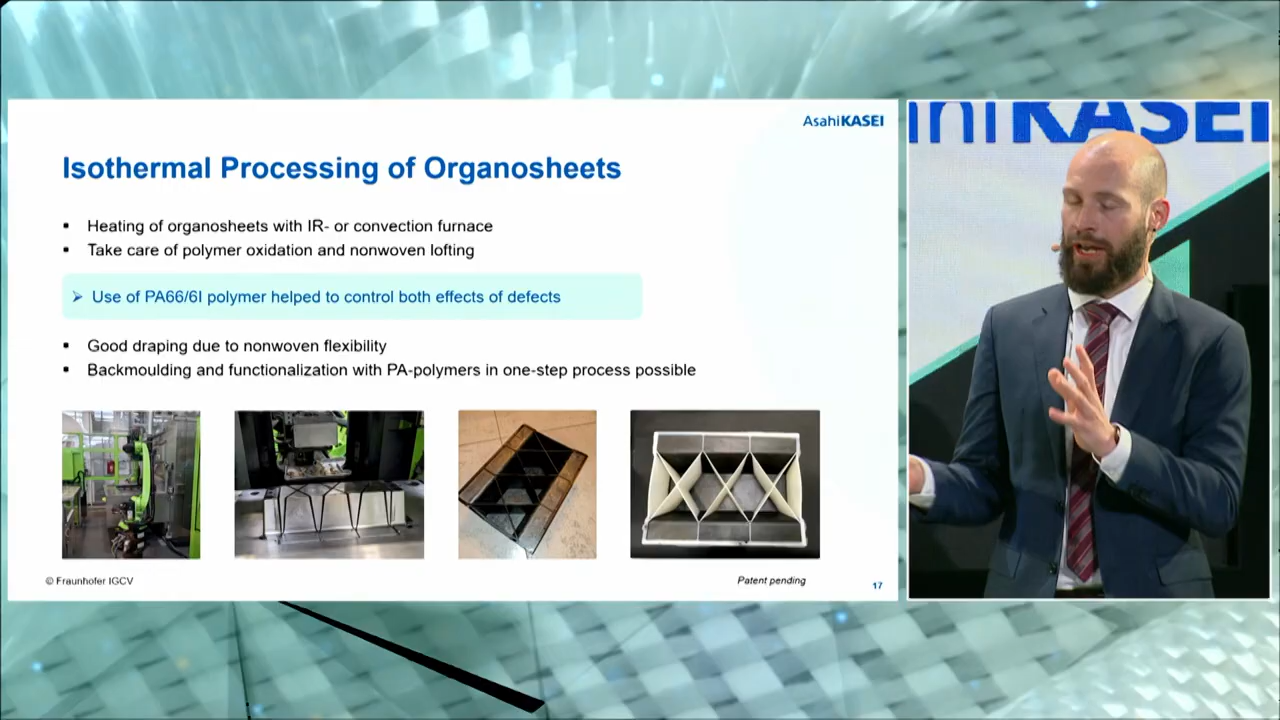 AsahiKASEI
Isothermal Processing of Organosheets
▪ Heating of organosheets with IR- or convection furnace
▪ Take care of polymer oxidation and nonwoven lofting
➢ Use of PA66/6I polymer helped to control both effects of defects
▪ Good draping due to nonwoven flexibility
▪ Backmoulding and functionalization with PA-polymers in one-step process possible
© Fraunhofer IGCV
Patent pending
17
ahiKASEI